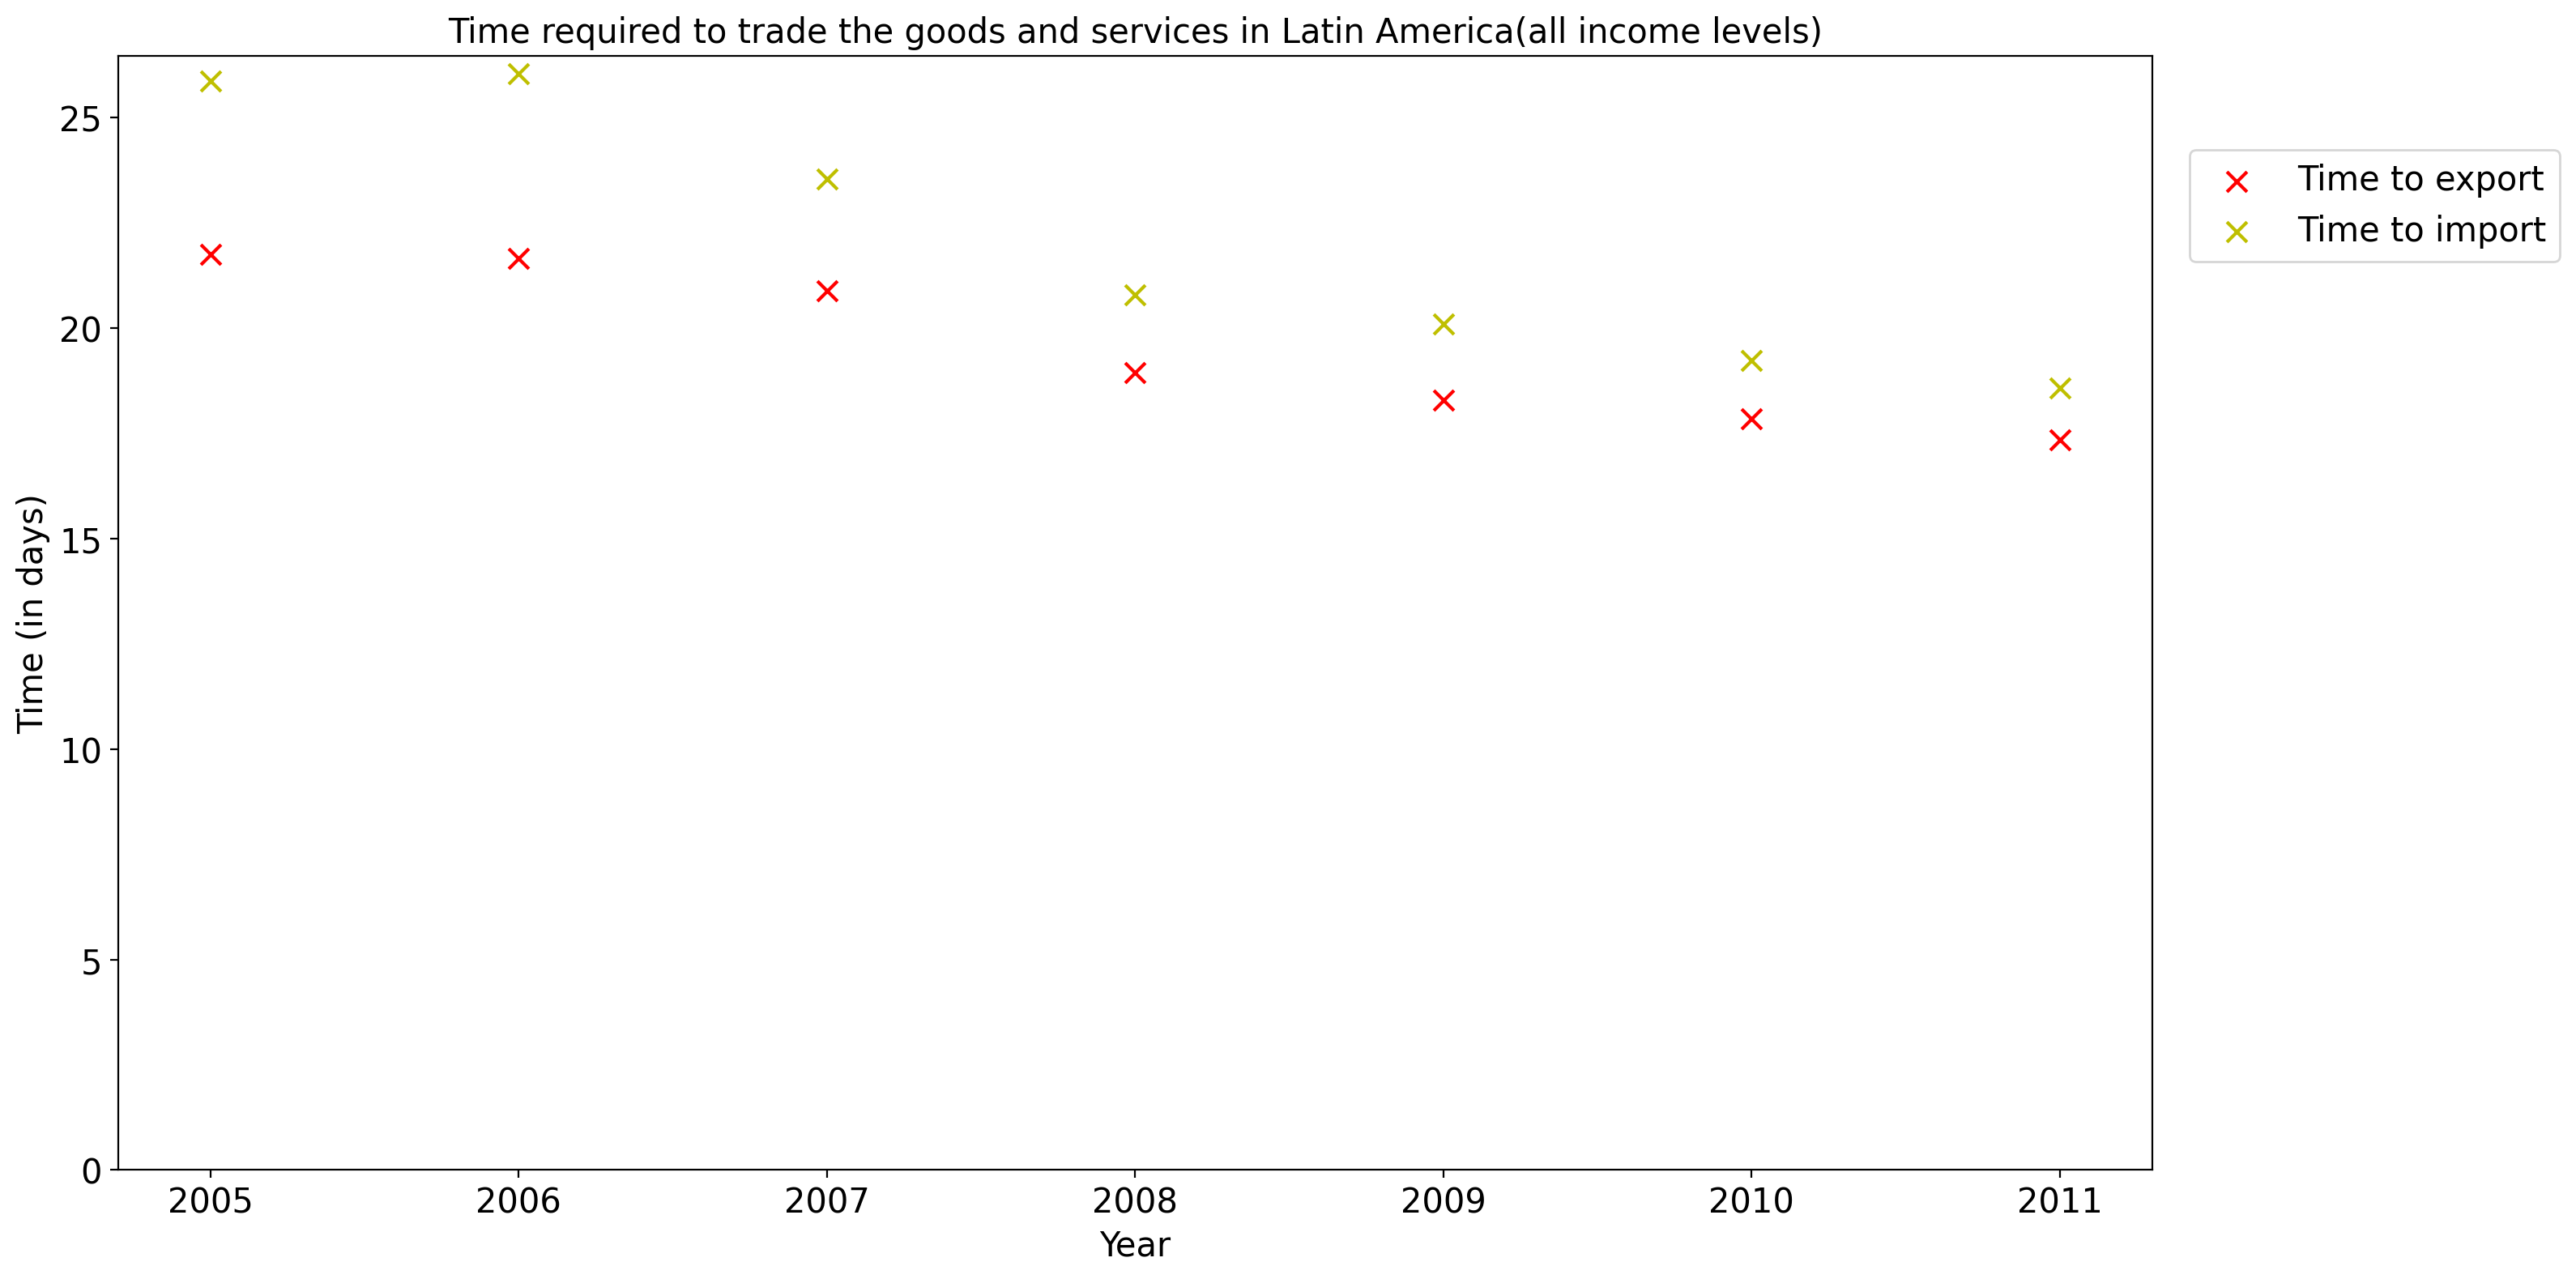 Time required to trade the goods and services in Latin America(all income levels)
Time to export
Time to import
Time (in days)
25
20
15
10
5
0
2005 2006 2007 2008 2009 2010 2011
Year